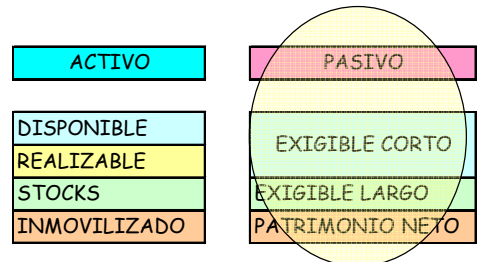 ACTIVO
PASIVO
DISPONIBLE
REALIZABLE
STOCKS
INMOVILIZADO
EXIGIBLE CORTO
EXIGIBLE LARGO
PATRIMONIO NETO